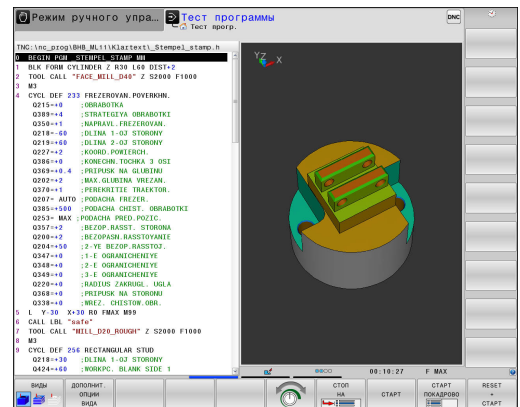 Режим ручного упра…
Тест программы
Тест прогр.
DNC
TNC:\nc_prog\BHB_ML11\Klartext\_Stempel_stamp.h
0 BEGIN PGM _STEMPEL_STAMP MM
1 BLK FORM CYLINDER Z R30 L60 DIST+2
2 TOOL CALL "FACE_MILL_D40" Z S2000 F1000
3 M3
4 CYCL DEF 233 FREZEROVAN.POVERKHN.
Q215=+0 ;OBRABOTKA
Q389=+4 ;STRATEGIYA OBRABOTKI
Q350=+1 ;NAPRAVL.FREZEROVAN.
Q218=-60 ;DLINA 1-OJ STORONY
Q219=+60 ;DLINA 2-OJ STORONY
Q227=+2 ;KOORD.POWIERCH.
Q386=+0 ;KONECHN.TOCHKA 3 OSI
Q369=+0.4 ;PRIPUSK NA GLUBINU
Q202=+2 ;MAX.GLUBINA VREZAN.
Q370=+1 ;PEREKRITIE TRAEKTOR.
Q207= AUTO ;PODACHA FREZER.
Q385=+500 ;PODACHA CHIST. OBRABOTKI
Q253= MAX ;PODACHA PRED.POZIC.
Q357=+2 ;BEZOP.RASST. STORONA
Q200=+2 ;BEZOPASN.RASSTOYANIE
Q204=+50 ;2-YE BEZOP.RASSTOJ.
Q347=+0 ;1-E OGRANICHENIYE
Q348=+0 ;2-E OGRANICHENIYE
Q349=+0 ;3-E OGRANICHENIYE
Q220=+0 ;RADIUS ZAKRUGL. UGLA
Q368=+0 ;PRIPUSK NA STORONU
Q338=+0 ;WREZ. CHISTOW.OBR.
5 L Y-30 X+30 R0 FMAX M99
6 CALL LBL "safe"
7 TOOL CALL "MILL_D20_ROUGH" Z S2000 F1000
8 M3
9 CYCL DEF 256 RECTANGULAR STUD
Q218=+30 ;DLINA 1-OJ STORONY
Q424=+60 ;WORKPC. BLANK SIDE 1
Y Z X
00:10:27 F MAX
ВИДЫ
ДОПОЛНИТ. ОПЦИИ ВИДА
СТОП НА
СТАРТ
СТАРТ ПОКАДРОВО
RESET + СТАРТ